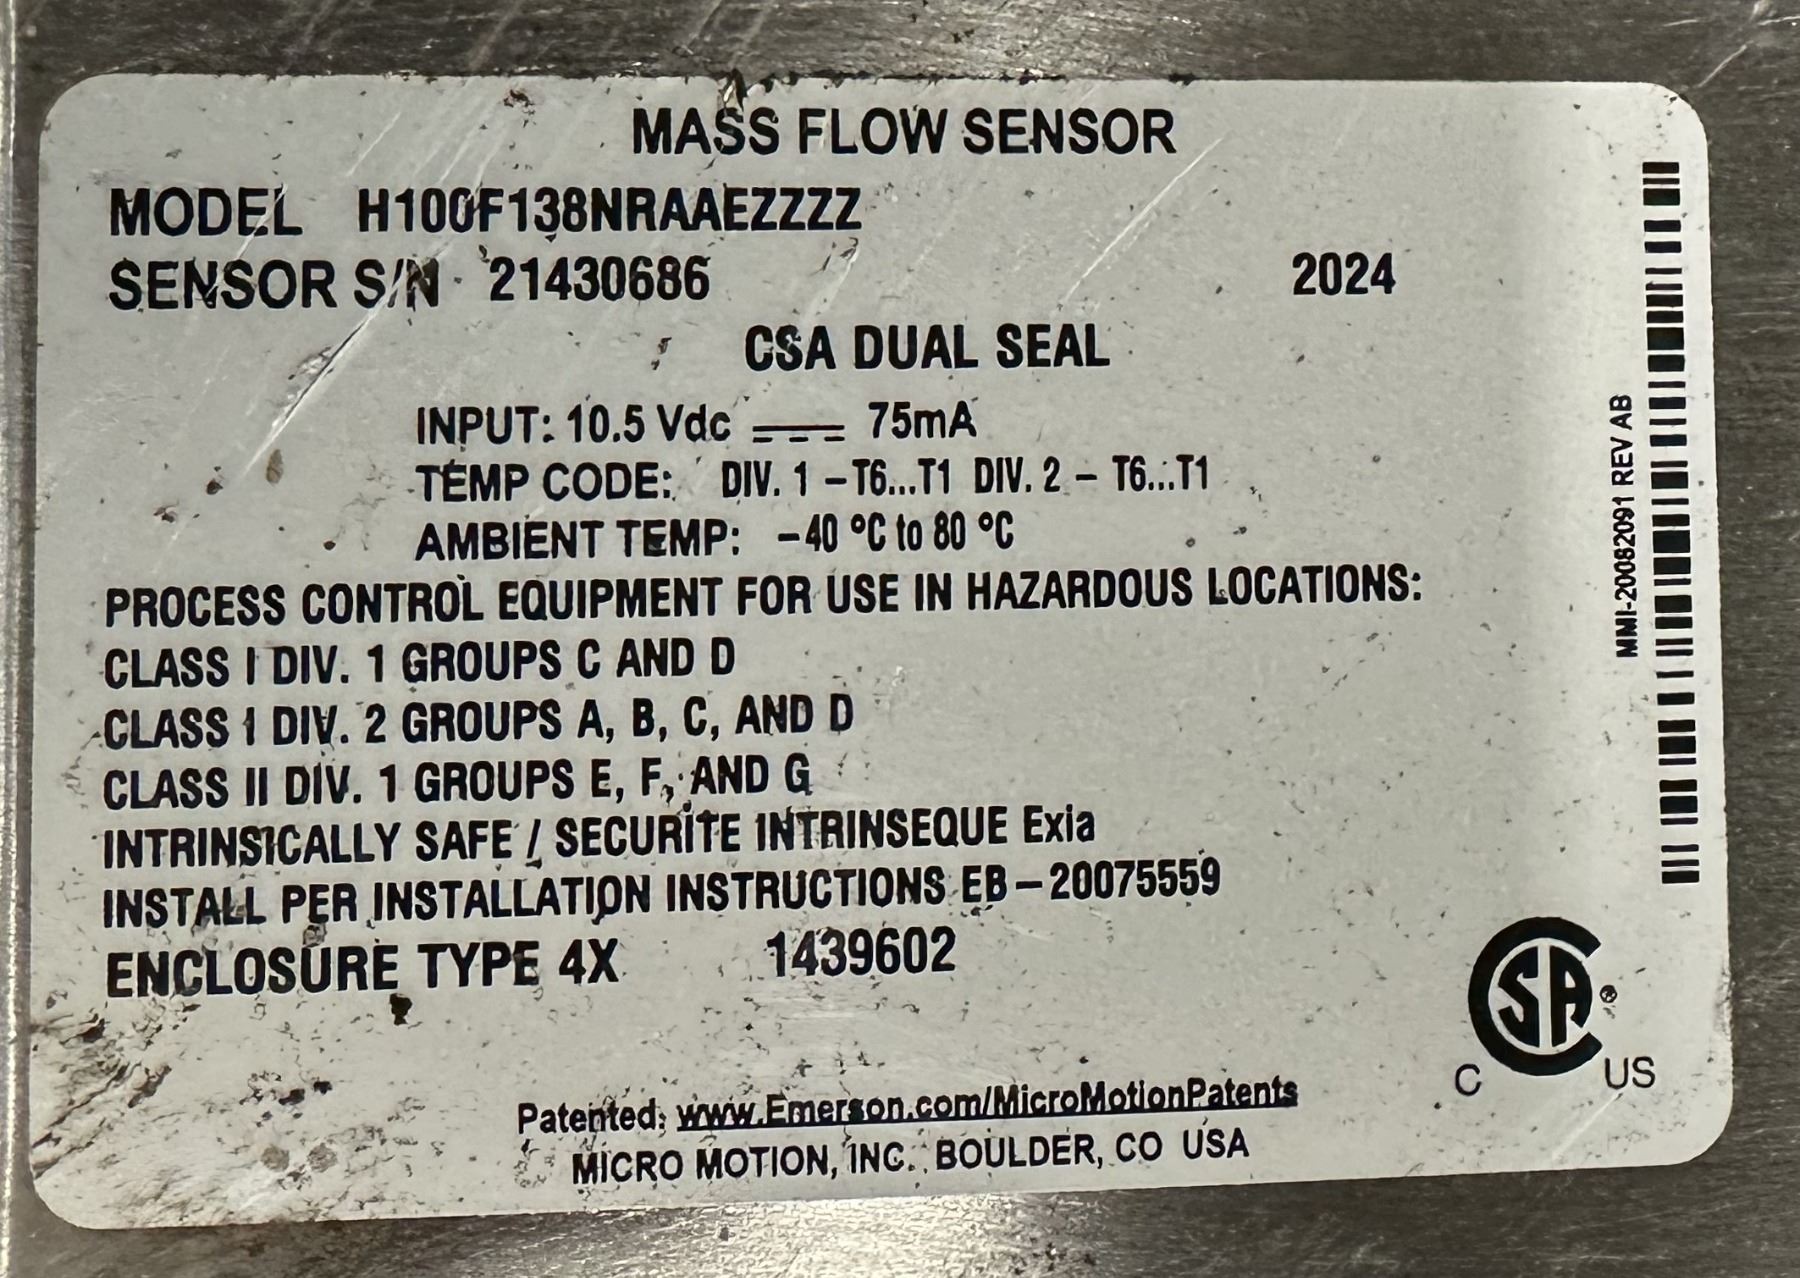 MASS FLOW SENSOR
MODEL H100F138NRAAEZZZZ
SENSOR S/N 21430686 2024
CSA DUAL SEAL
INPUT: 10.5 Vdc 75mA
TEMP CODE: DIV. 1 – T6...T1 DIV. 2 – T6...T1
AMBIENT TEMP: –40 °C to 80 °C
PROCESS CONTROL EQUIPMENT FOR USE IN HAZARDOUS LOCATIONS:
CLASS I DIV. 1 GROUPS C AND D
CLASS I DIV. 2 GROUPS A, B, C, AND D
CLASS II DIV. 1 GROUPS E, F, AND G
INTRINSICALLY SAFE / SECURITE INTRINSEQUE Exia
INSTALL PER INSTALLATION INSTRUCTIONS EB – 20075559
ENCLOSURE TYPE 4X 1439602
Patented: www.Emerson.com/MicroMotionPatents
MICRO MOTION, INC. BOULDER, CO USA
MMI-20082091 REV AB
CSA®
C US